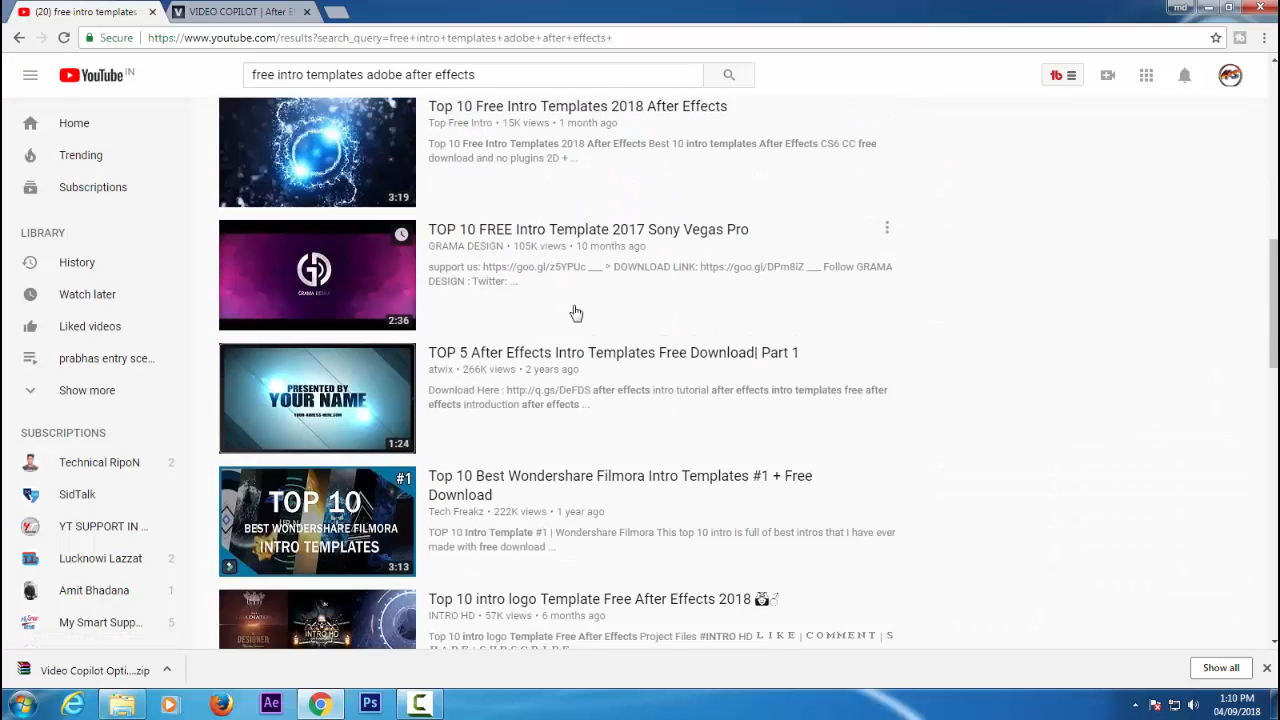 (20) free intro templates
VIDEO COPILOT | After E
md
Secure
https://www.youtube.com/results?search_query=free+intro+templates+adobe+after+effects+
YouTube IN
free intro templates adobe after effects
Home
Trending
Subscriptions
LIBRARY
History
Watch later
Liked videos
prabhas entry sce...
Show more
SUBSCRIPTIONS
Technical RipoN 2
SidTalk
YT SUPPORT IN ...
Lucknowi Lazzat 2
Amit Bhadana 1
My Smart Supp... 5
Top 10 Free Intro Templates 2018 After Effects
Top Free Intro • 15K views • 1 month ago
Top 10 Free Intro Templates 2018 After Effects Best 10 intro templates After Effects CS6 CC free
download and no plugins 2D + ...
3:19
TOP 10 FREE Intro Template 2017 Sony Vegas Pro
GRAMA DESIGN • 105K views • 10 months ago
support us: https://goo.gl/z5YPUc ___ > DOWNLOAD LINK: https://goo.gl/DPm8iZ ___ Follow GRAMA
DESIGN : Twitter: ...
GRAMA DESIGN
2:36
TOP 5 After Effects Intro Templates Free Download| Part 1
atwix • 266K views • 2 years ago
Download Here : http://q.gs/DeFDS after effects intro tutorial after effects intro templates free after
effects introduction after effects ...
PRESENTED BY
YOUR NAME
1:24
Top 10 Best Wondershare Filmora Intro Templates #1 + Free
Download
Tech Freakz • 222K views • 1 year ago
TOP 10 Intro Template #1 | Wondershare Filmora This top 10 intro is full of best intros that I have ever
made with free download ...
#1
TOP 10
BEST WONDERSHARE FILMORA
INTRO TEMPLATES
3:13
Top 10 intro logo Template Free After Effects 2018
INTRO HD • 57K views • 6 months ago
Top 10 intro logo Template Free After Effects Project Files #INTRO HD L I K E | C O M M E N T | S
DESIGNER
INTRO HD
Video Copilot Opti....zip
Show all
Ae
Ps
1:10 PM
04/09/2018